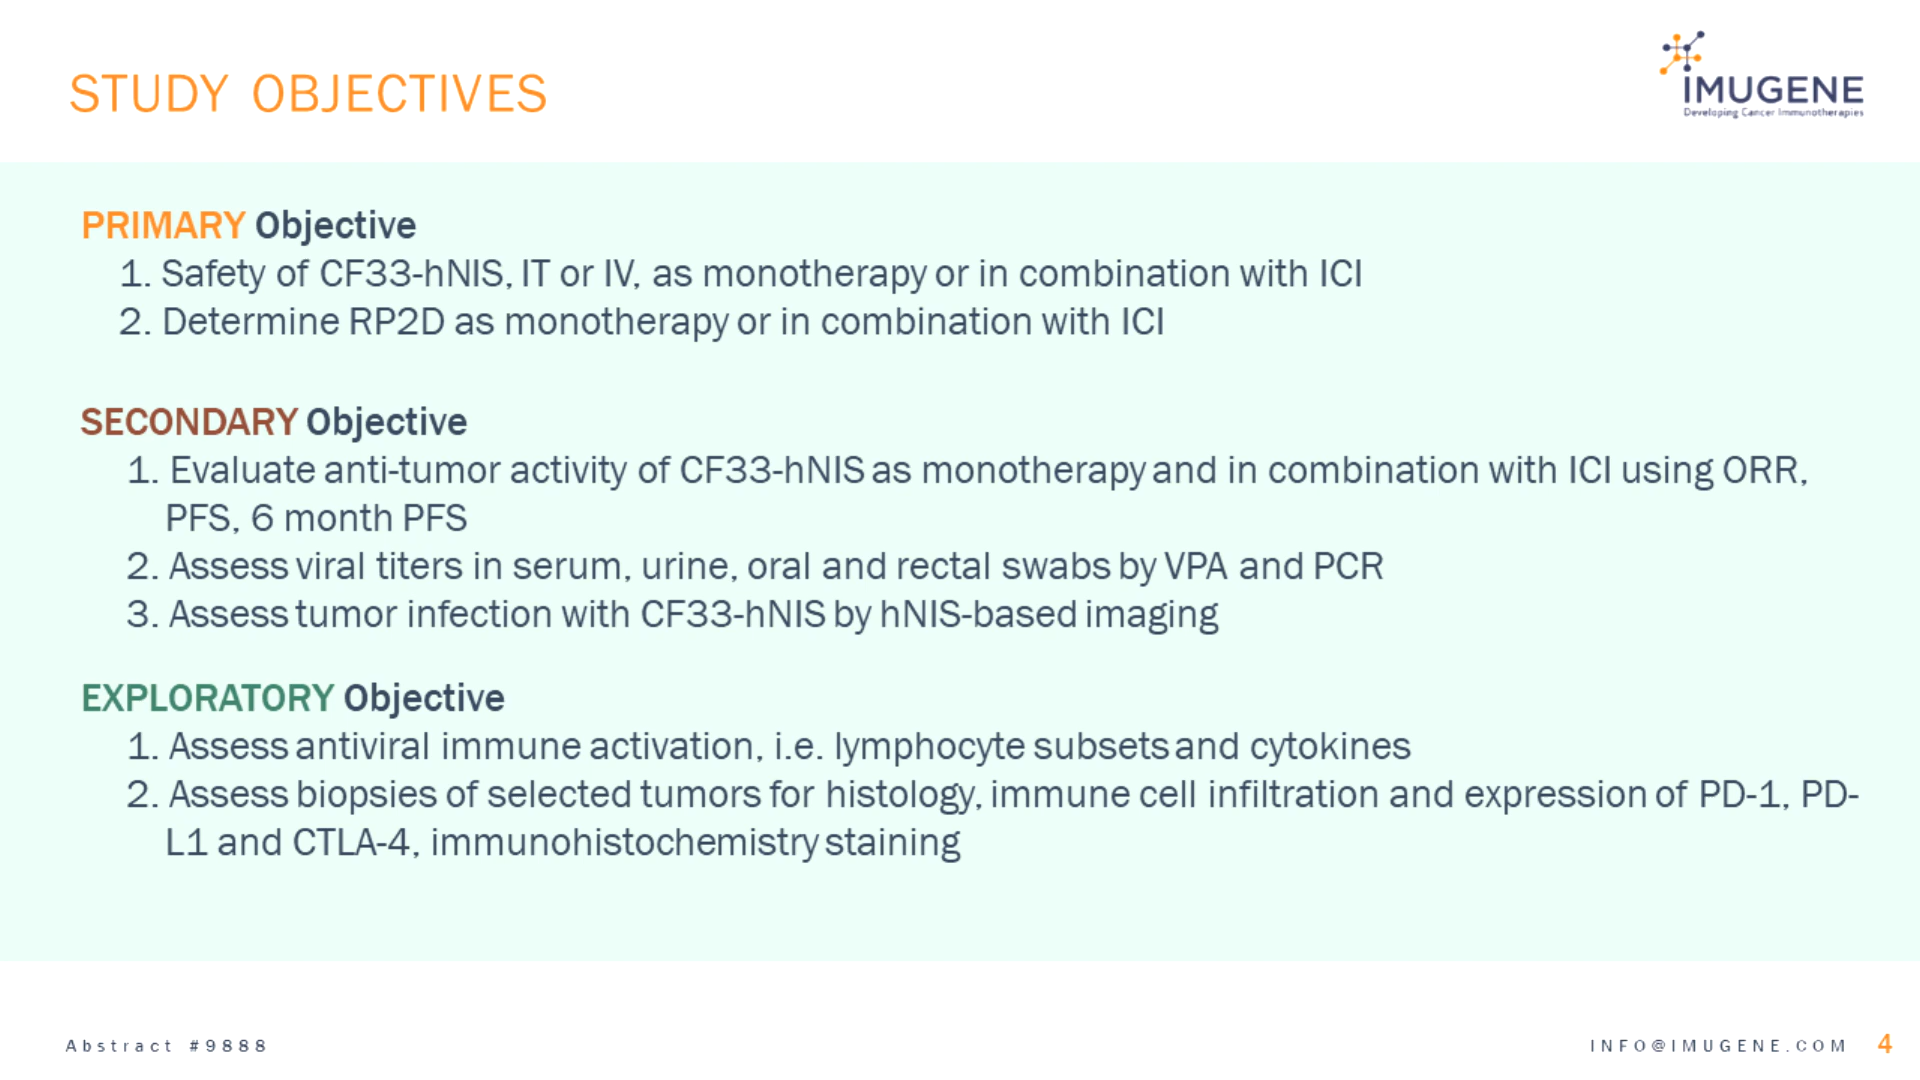 STUDY OBJECTIVES
IMUGENE
Developing Cancer Immunotherapies
PRIMARY Objective
1. Safety of CF33-hNIS, IT or IV, as monotherapy or in combination with ICI
2. Determine RP2D as monotherapy or in combination with ICI
SECONDARY Objective
1. Evaluate anti-tumor activity of CF33-hNIS as monotherapy and in combination with ICI using ORR,
PFS, 6 month PFS
2. Assess viral titers in serum, urine, oral and rectal swabs by VPA and PCR
3. Assess tumor infection with CF33-hNIS by hNIS-based imaging
EXPLORATORY Objective
1. Assess antiviral immune activation, i.e. lymphocyte subsets and cytokines
2. Assess biopsies of selected tumors for histology, immune cell infiltration and expression of PD-1, PD-
L1 and CTLA-4, immunohistochemistry staining
Abstract #9888
INFO@IMUGENE.COM 4